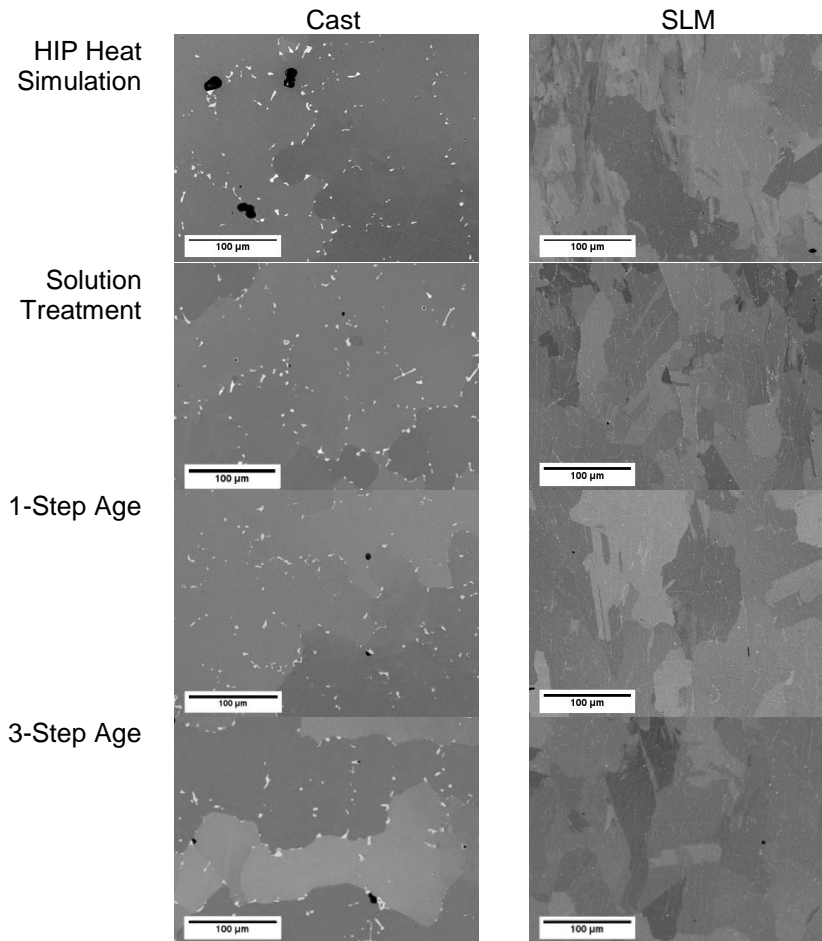 Cast
SLM
HIP Heat
Simulation
100 µm
100 µm
Solution
Treatment
100 µm
100 µm
1-Step Age
100 µm
100 µm
3-Step Age
100 µm
100 µm